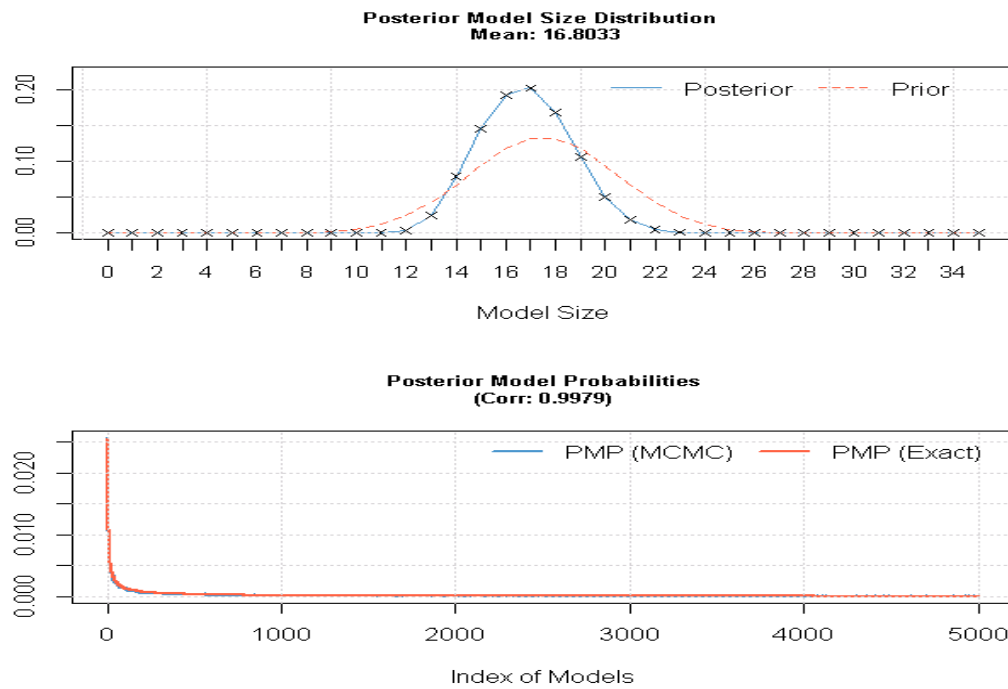 Posterior Model Size Distribution
Mean: 16.8033
0.20
0.10
0.00
Posterior Prior
0 2 4 6 8 10 12 14 16 18 20 22 24 26 28 30 32 34
Model Size
Posterior Model Probabilities
(Corr: 0.9979)
0.020
0.010
0.000
PMP (MCMC) PMP (Exact)
0 1000 2000 3000 4000 5000
Index of Models